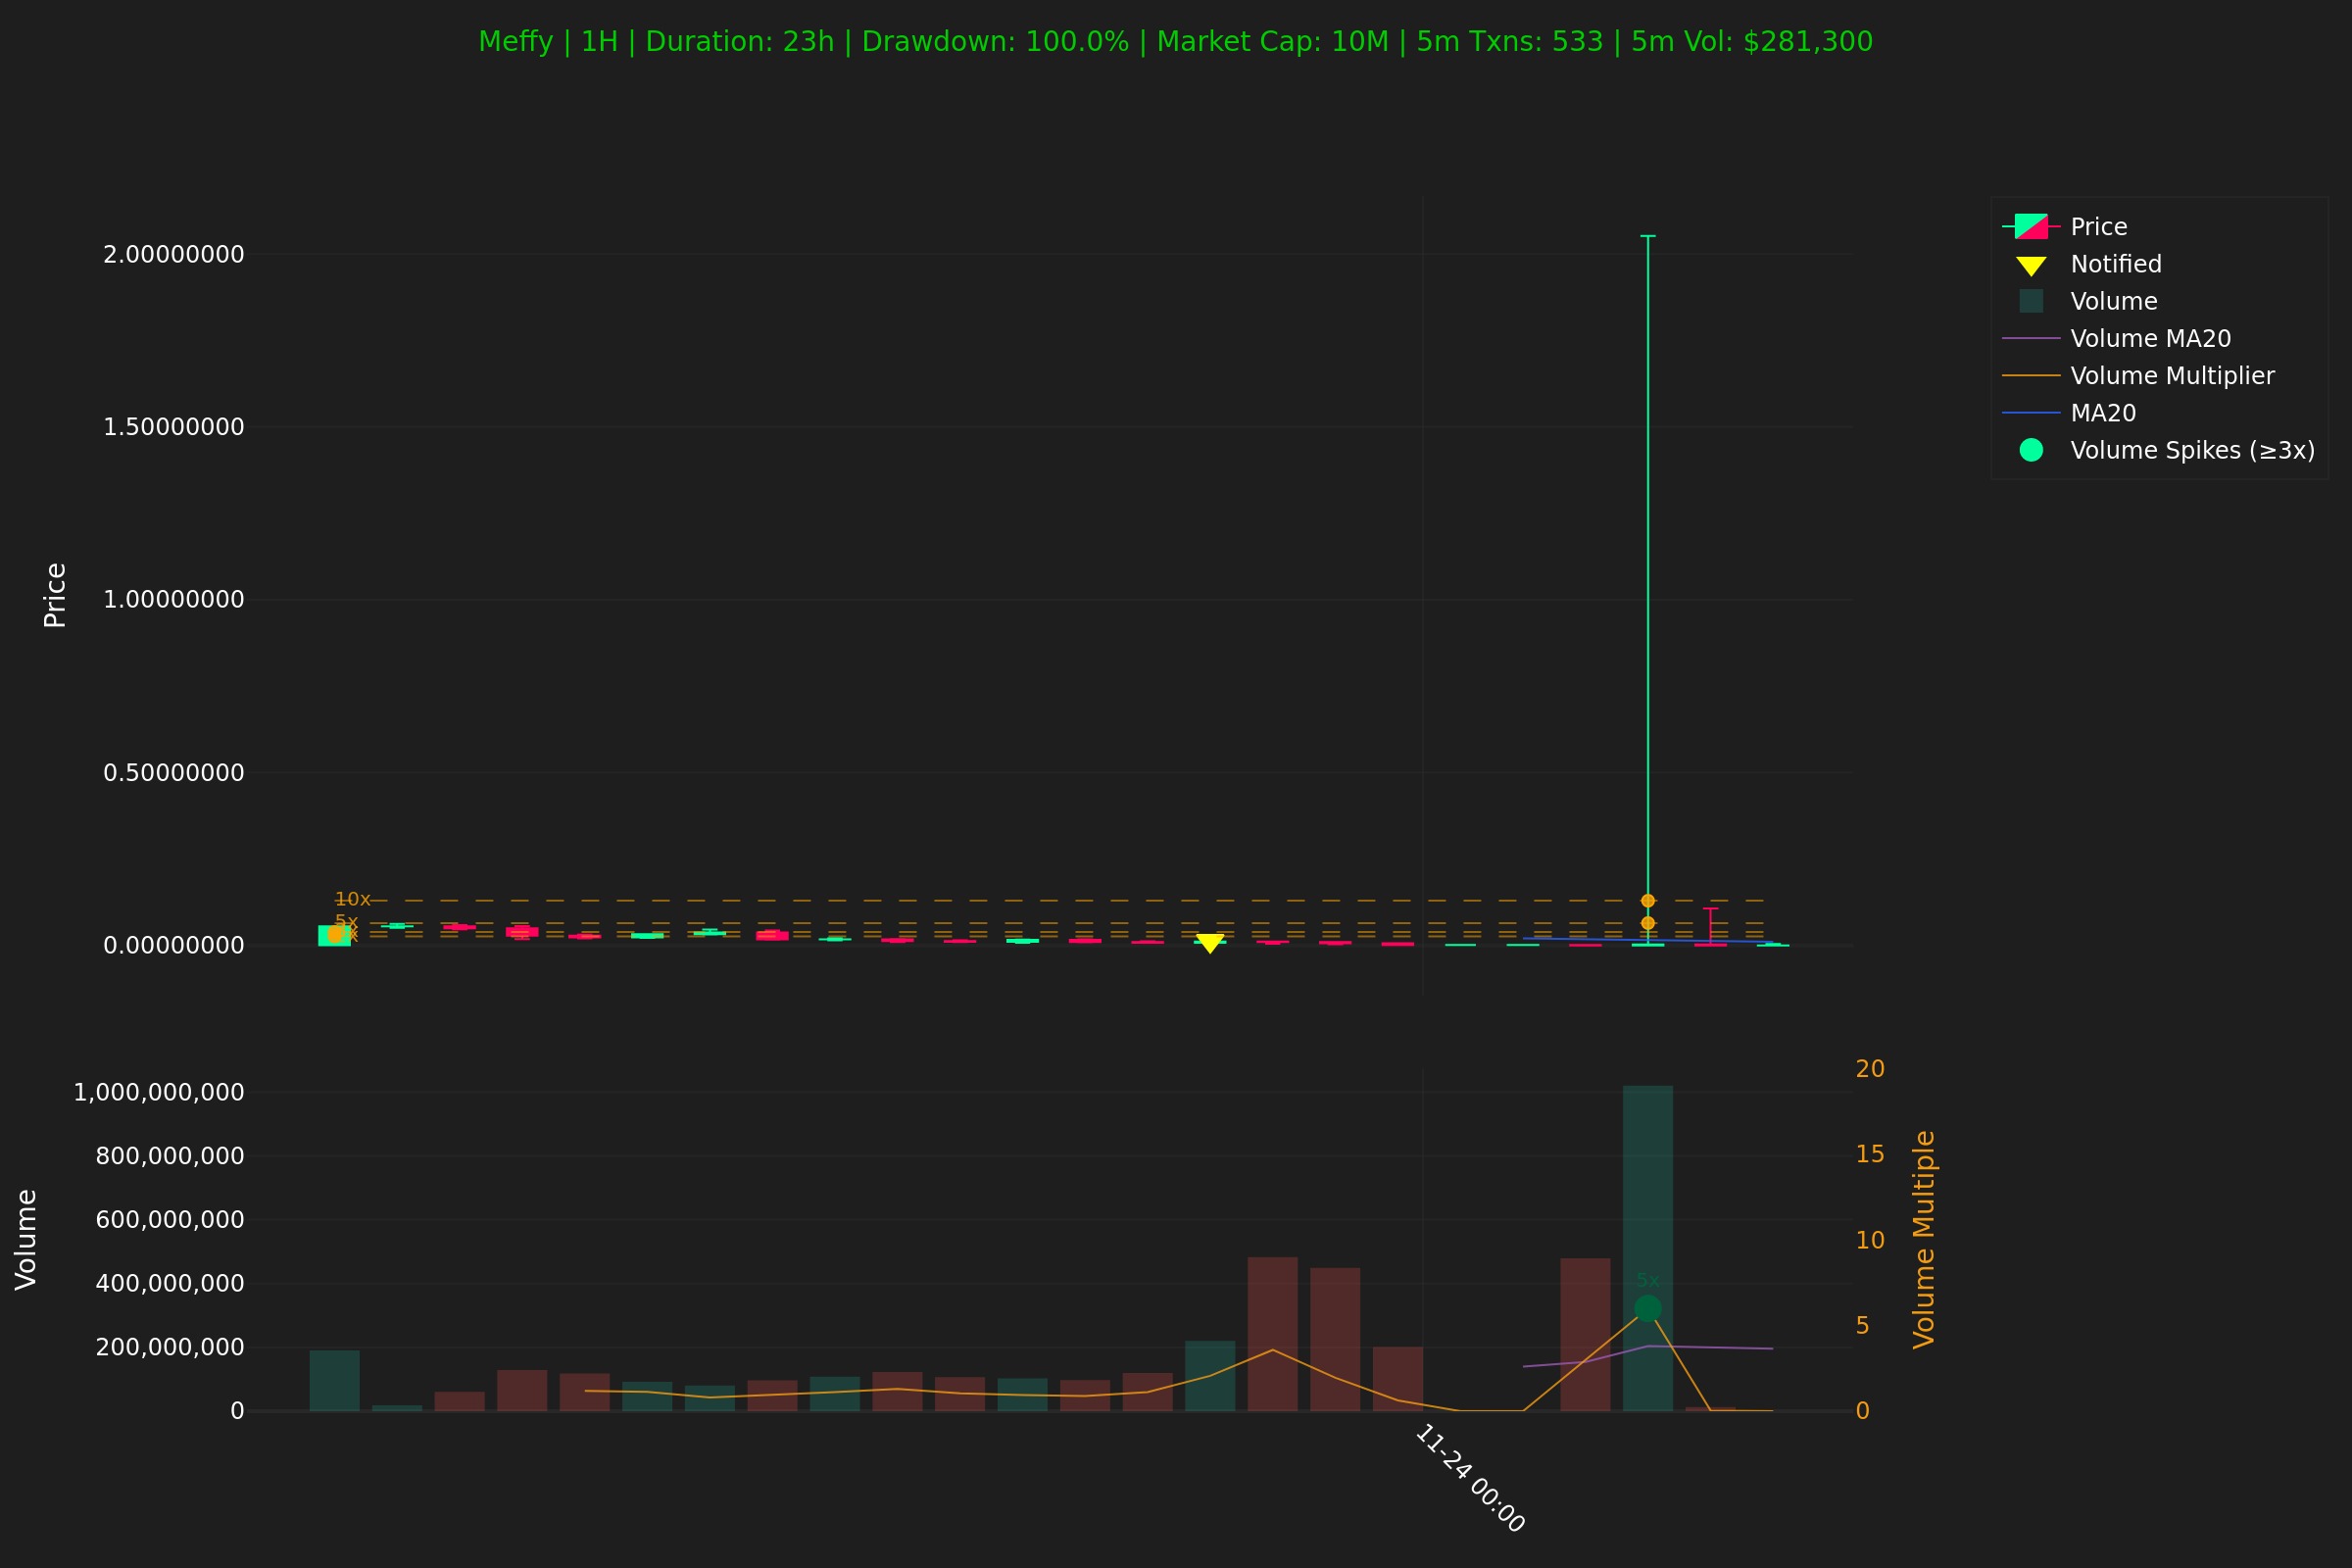 Meffy | 1H | Duration: 23h | Drawdown: 100.0% | Market Cap: 10M | 5m Txns: 533 | 5m Vol: $281,300
Price
2.00000000
1.50000000
1.00000000
0.50000000
0.00000000
10x
5x
Price
Notified
Volume
Volume MA20
Volume Multiplier
MA20
Volume Spikes (≥3x)
Volume
1,000,000,000
800,000,000
600,000,000
400,000,000
200,000,000
0
5x
20
15
10
5
0
Volume Multiple
11-24 00:00